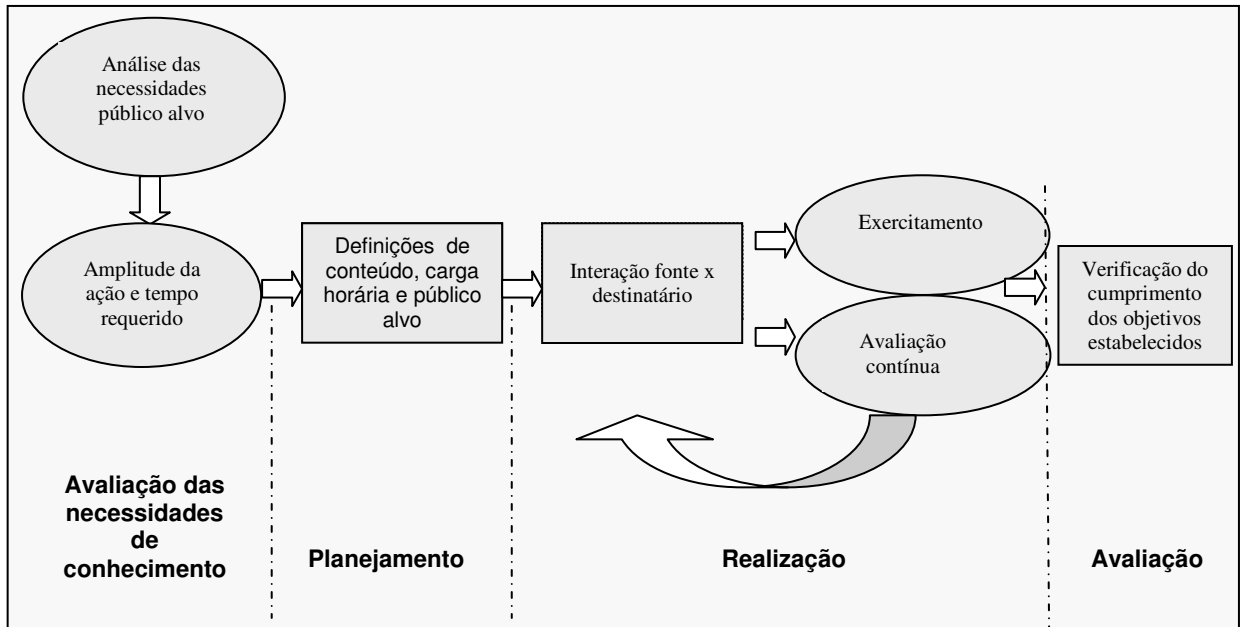 Análise das
necessidades
público alvo
Amplitude da
ação e tempo
requerido
Definições de
conteúdo, carga
horária e público
alvo
Interação fonte x
destinatário
Exercitamento
Avaliação
contínua
Verificação do
cumprimento
dos objetivos
estabelecidos
Avaliação das
necessidades
de
conhecimento
Planejamento
Realização
Avaliação